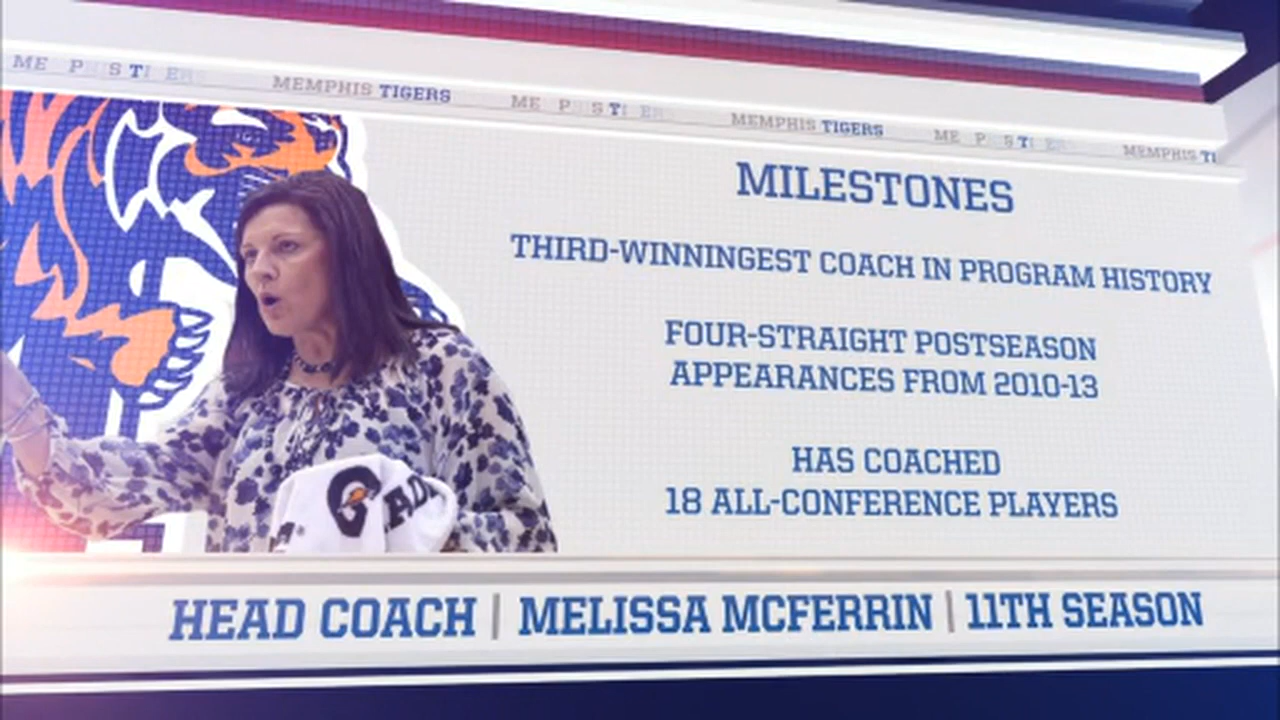 MEMPHIS TIGERS MEMPHIS TIGERS MEMPHIS TI
MILESTONES
THIRD-WINNINGEST COACH IN PROGRAM HISTORY
FOUR-STRAIGHT POSTSEASON
APPEARANCES FROM 2010-13
HAS COACHED
18 ALL-CONFERENCE PLAYERS
HEAD COACH | MELISSA MCFERRIN | 11TH SEASON